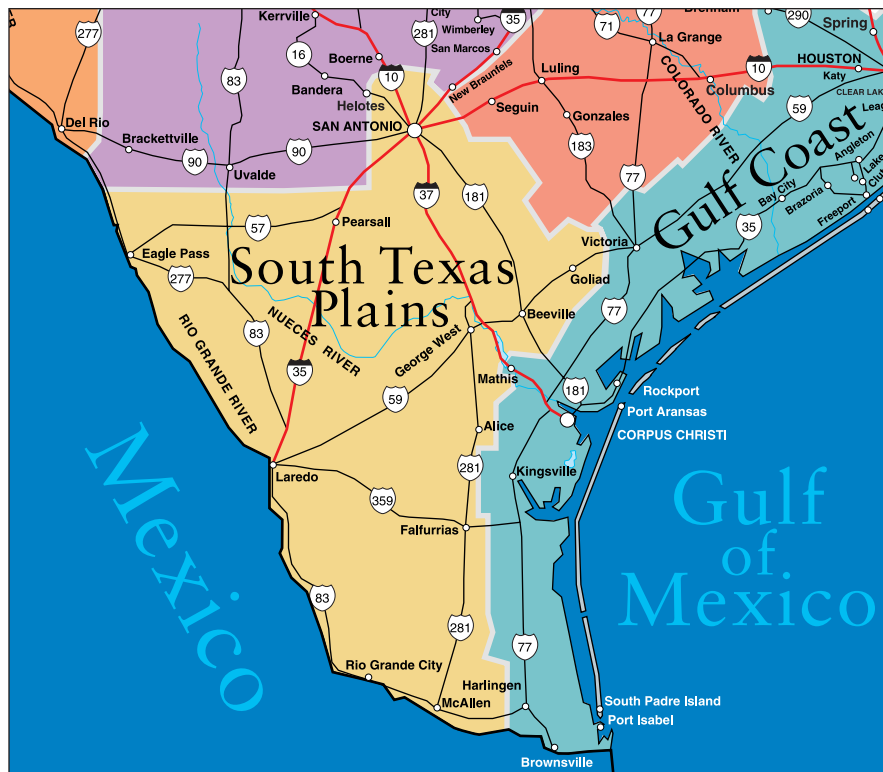 Kerrville
City
Wimberley
San Marcos
Boerne
Bandera
Helotes
New Braunfels
SAN ANTONIO
Seguin
Luling
Gonzales
La Grange
Columbus
COLORADO RIVER
Spring
HOUSTON
Katy
CLEAR LAK
Leag
277
83
16
281
35
71
77
290
10
10
59
Del Rio
Brackettville
90
Uvalde
90
183
77
37
181
Gulf Coast
Angleton
Lake
Clut
Bay City
Brazoria
Freeport
35
57
Pearsall
Eagle Pass
277
Victoria
Goliad
South Texas
Plains
NUECES RIVER
RIO GRANDE RIVER
83
35
George West
Beeville
77
Mathis
59
181
Rockport
Port Aransas
CORPUS CHRISTI
Alice
281
Laredo
Kingsville
359
Falfurrias
Mexico
Gulf
of
Mexico
83
281
77
Rio Grande City
Harlingen
McAllen
South Padre Island
Port Isabel
Brownsville